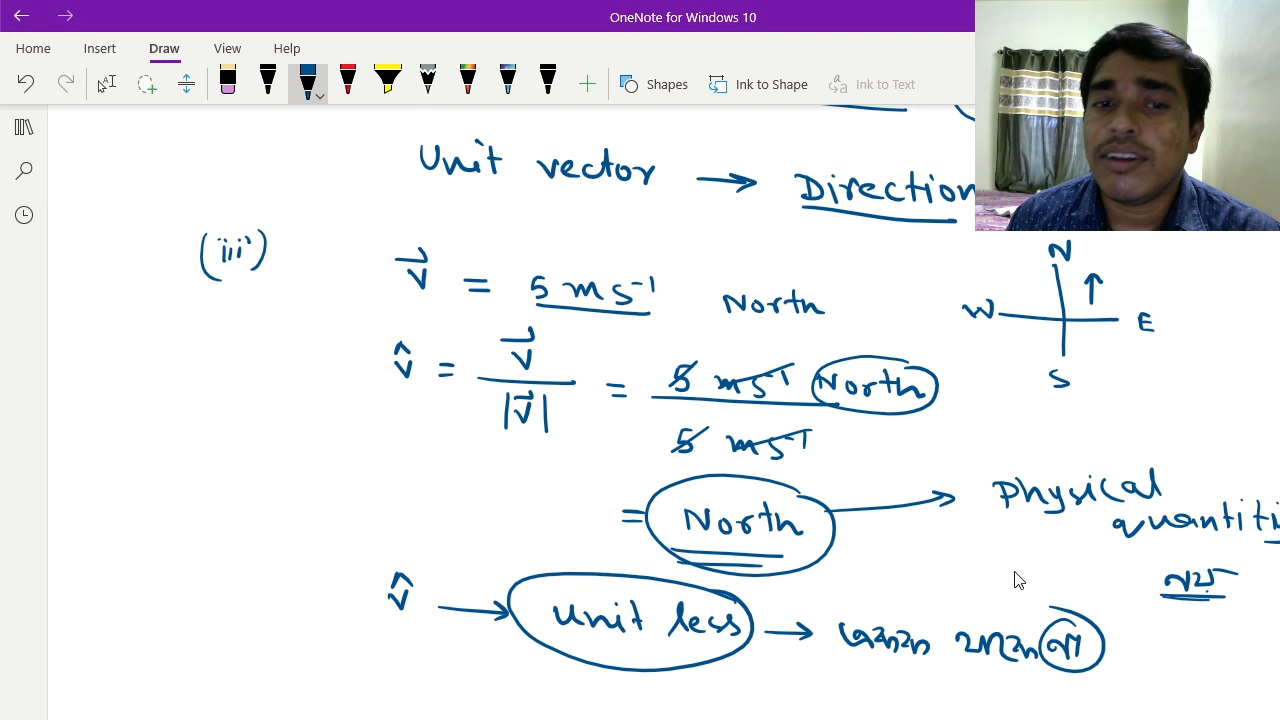 OneNote for Windows 10
Home Insert Draw View Help
Shapes Ink to Shape Ink to Text
Unit vector → Direction
(iii) v⃗ = 5 ms⁻¹ North
N
W E
S
v̂ = v⃗ / |v⃗| = 5 ms⁻¹ North / 5 ms⁻¹
= North → Physical
quantiti
নয়
v̂ → Unit less →